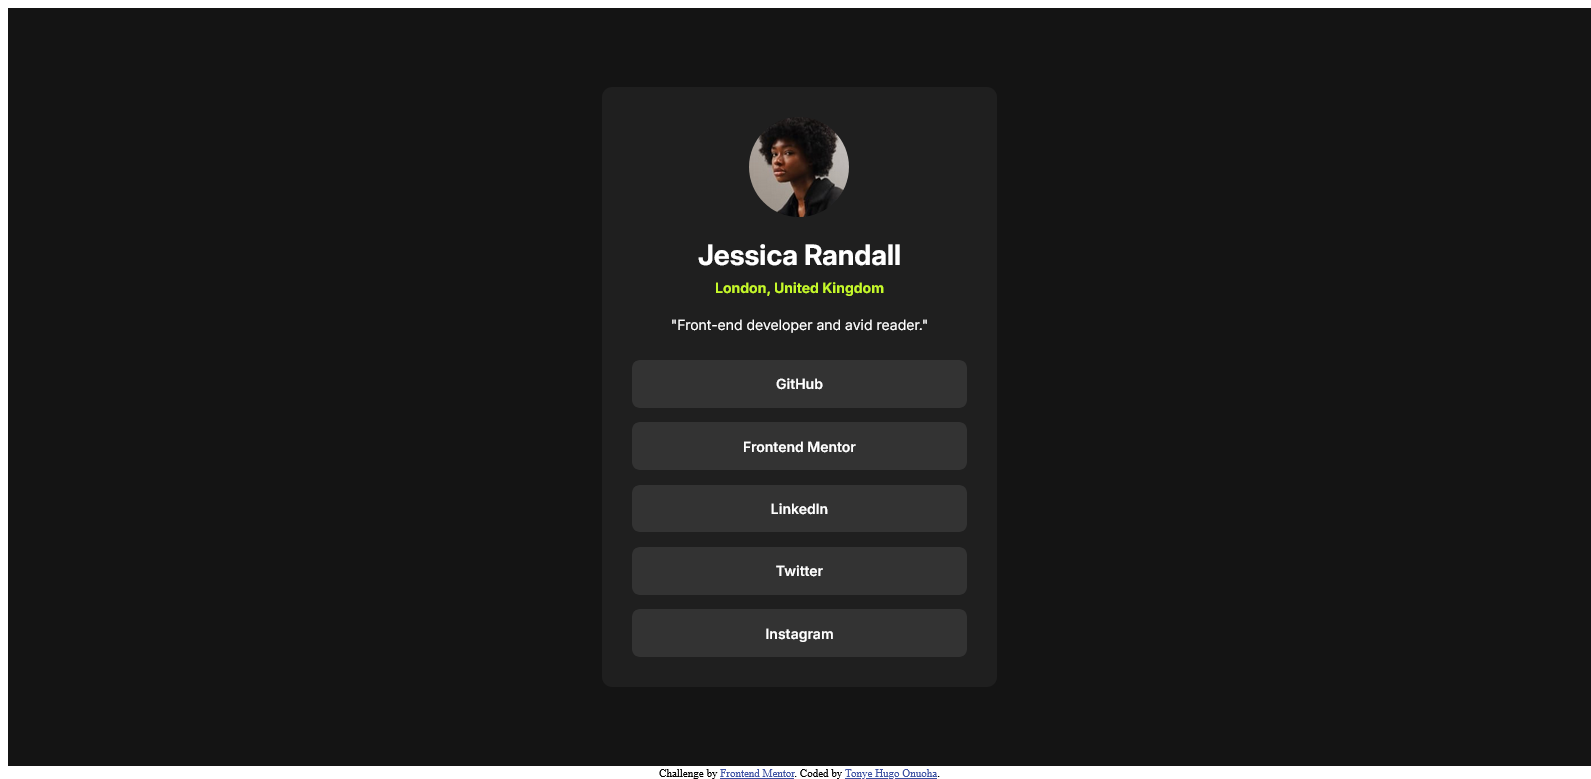 Jessica Randall
London, United Kingdom
"Front-end developer and avid reader."
GitHub
Frontend Mentor
LinkedIn
Twitter
Instagram
Challenge by Frontend Mentor. Coded by Tonye Hugo Onuoha.